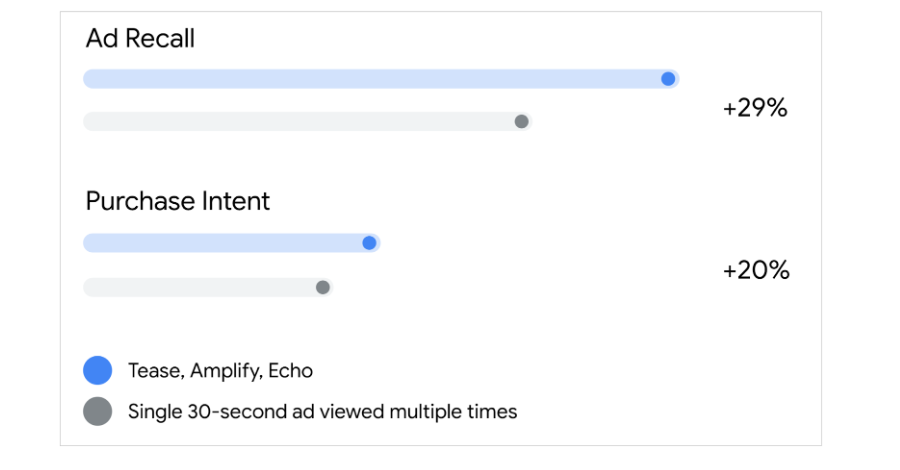 Ad Recall
+29%
Purchase Intent
+20%
Tease, Amplify, Echo
Single 30-second ad viewed multiple times